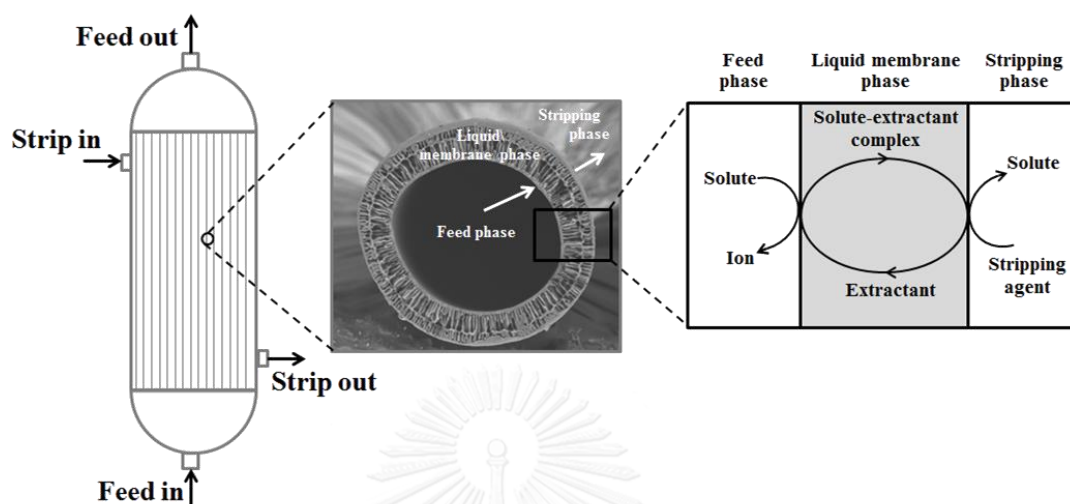 Feed out
Strip in
Strip out
Feed in
Stripping
phase
Liquid
membrane phase
Feed phase
Feed
phase
Liquid membrane
phase
Stripping
phase
Solute-extractant
complex
Solute
Solute
Ion
Extractant
Stripping
agent